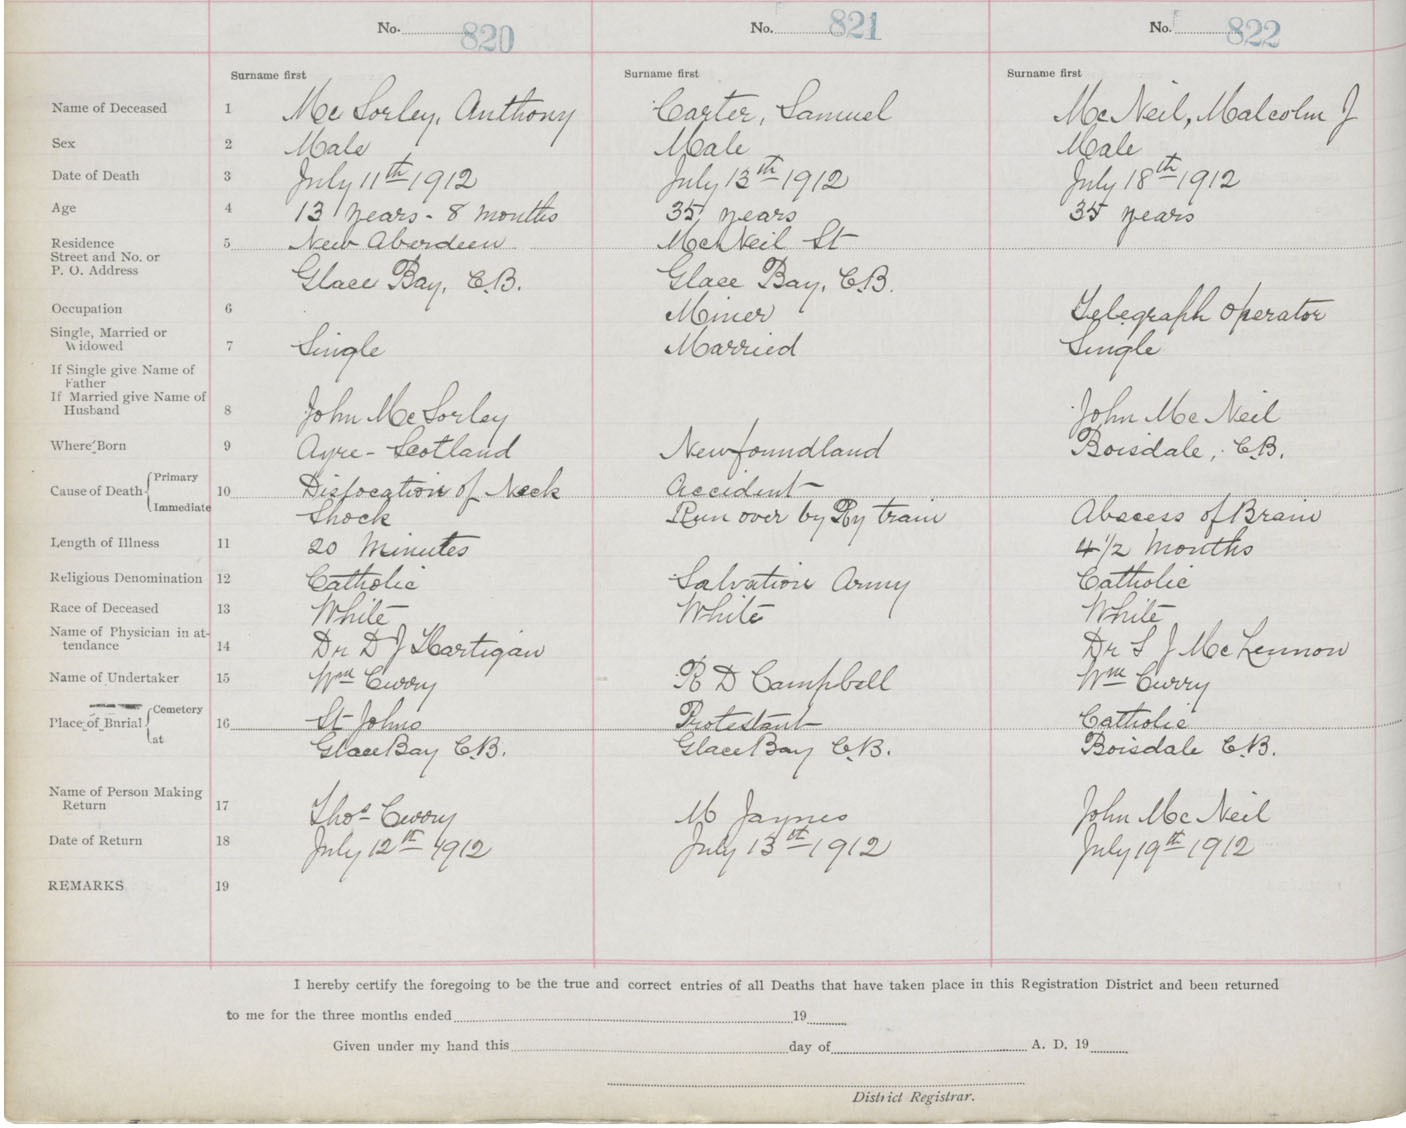 No. 820 No. 821 No. 822
Surname first Surname first Surname first
Name of Deceased 1 Mc Sorley, Anthony Carter, Samuel McNeil, Malcolm J
Sex 2 Male Male Male
Date of Death 3 July 11th 1912 July 13th 1912 July 18th 1912
Age 4 13 years - 8 months 35 years 35 years
Residence 5 New Aberdeen McNeil St
Street and No. or
P. O. Address Glace Bay, C.B. Glace Bay, C.B.
Occupation 6 Miner Telegraph Operator
Single, Married or
Widowed 7 Single Married Single
If Single give Name of
Father
If Married give Name of
Husband 8 John McSorley John McNeil
Where Born 9 Ayre - Scotland Newfoundland Boisdale, C.B.
Cause of Death Primary 10 Dislocation of Neck Accident
Immediate Shock Run over by Ry train Abscess of Brain
Length of Illness 11 20 Minutes 4 1/2 months
Religious Denomination 12 Catholic Salvation Army Catholic
Race of Deceased 13 White White White
Name of Physician in at-
tendance 14 Dr D J Hartigan Dr S J McLennon
Name of Undertaker 15 Wm Curry R D Campbell Wm Curry
Place of Burial Cemetery 16 St Johns Protestant Catholic
at Glace Bay C.B. Glace Bay C.B. Boisdale C.B.
Name of Person Making
Return 17 Thos Curry M Jaynes John McNeil
Date of Return 18 July 12th 1912 July 13th 1912 July 19th 1912
REMARKS 19
I hereby certify the foregoing to be the true and correct entries of all Deaths that have taken place in this Registration District and been returned
to me for the three months ended 19
Given under my hand this day of A. D. 19
District Registrar.